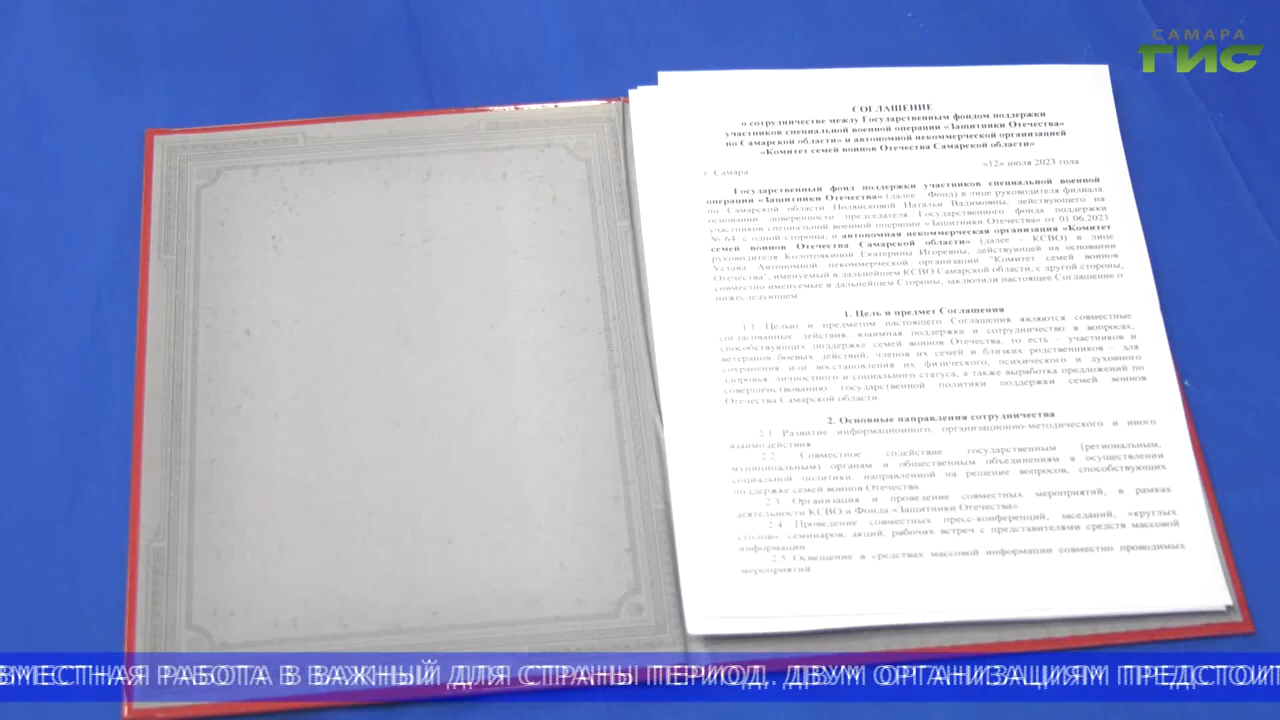 САМАРА
ГИС
СОГЛАШЕНИЕ
о сотрудничестве между Государственным фондом поддержки
участников специальной военной операции «Защитники Отечества»
по Самарской области» и автономной некоммерческой организацией
«Комитет семей воинов Отечества Самарской области»
«12» июля 2023 года
г. Самара
Государственный фонд поддержки участников специальной военной
операции «Защитники Отечества» (далее - Фонд) в лице руководителя филиала
по Самарской области Полянсковой Натальи Вадимовны, действующего на
основании доверенности председателя Государственного фонда поддержки
участников специальной военной операции «Защитники Отечества» от 01.06.2023
№ 64 с одной стороны, и автономная некоммерческая организация «Комитет
семей воинов Отечества Самарской области» (далее - КСВО) в лице
руководителя Колотовкиной Екатерины Игоревны, действующей на основании
Устава Автономной некоммерческой организации "Комитет семей воинов
Отечества", именуемый в дальнейшем КСВО Самарской области, с другой стороны,
совместно именуемые в дальнейшем Стороны, заключили настоящее Соглашение о
нижеследующем
1. Цель и предмет Соглашения
1.1 Целью и предметом настоящего Соглашения являются совместные
согласованные действия, взаимная поддержка и сотрудничество в вопросах,
способствующих поддержке семей воинов Отечества, то есть - участников и
ветеранов боевых действий, членов их семей и близких родственников - для
сохранения или восстановления их физического, психического и духовного
здоровья, личностного и социального статуса, а также выработка предложений по
совершенствованию государственной политики поддержки семей воинов
Отечества Самарской области.
2. Основные направления сотрудничества
2.1 Развитие информационного, организационно-методического и иного
взаимодействия
2.2 Совместное содействие государственным (региональным,
муниципальным) органам и общественным объединениям в осуществлении
социальной политики, направленной на решение вопросов, способствующих
поддержке семей воинов Отечества.
2.3 Организация и проведение совместных мероприятий, в рамках
деятельности КСВО и Фонда «Защитники Отечества»
2.4 Проведение совместных пресс-конференций, заседаний, «круглых
столов», семинаров, акций, рабочих встреч с представителями средств массовой
информации
2.5 Освещение в средствах массовой информации совместно проводимых
мероприятий
ВМЕСТНАЯ РАБОТА В ВАЖНЫЙ ДЛЯ СТРАНЫ ПЕРИОД. ДВУМ ОРГАНИЗАЦИЯМ ПРЕДСТОИТ